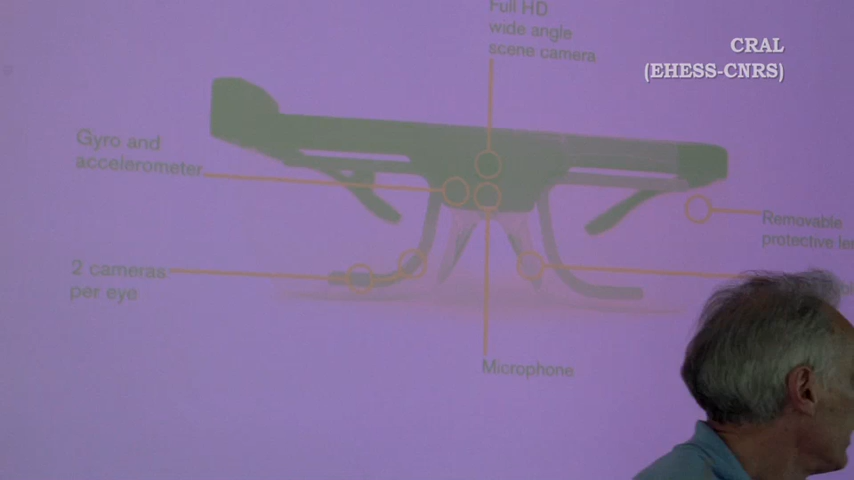 Full HD
wide angle
scene camera
CRAL
(EHESS-CNRS)
Gyro and
accelerometer
Removable
protective
2 cameras
per eye
Microphone